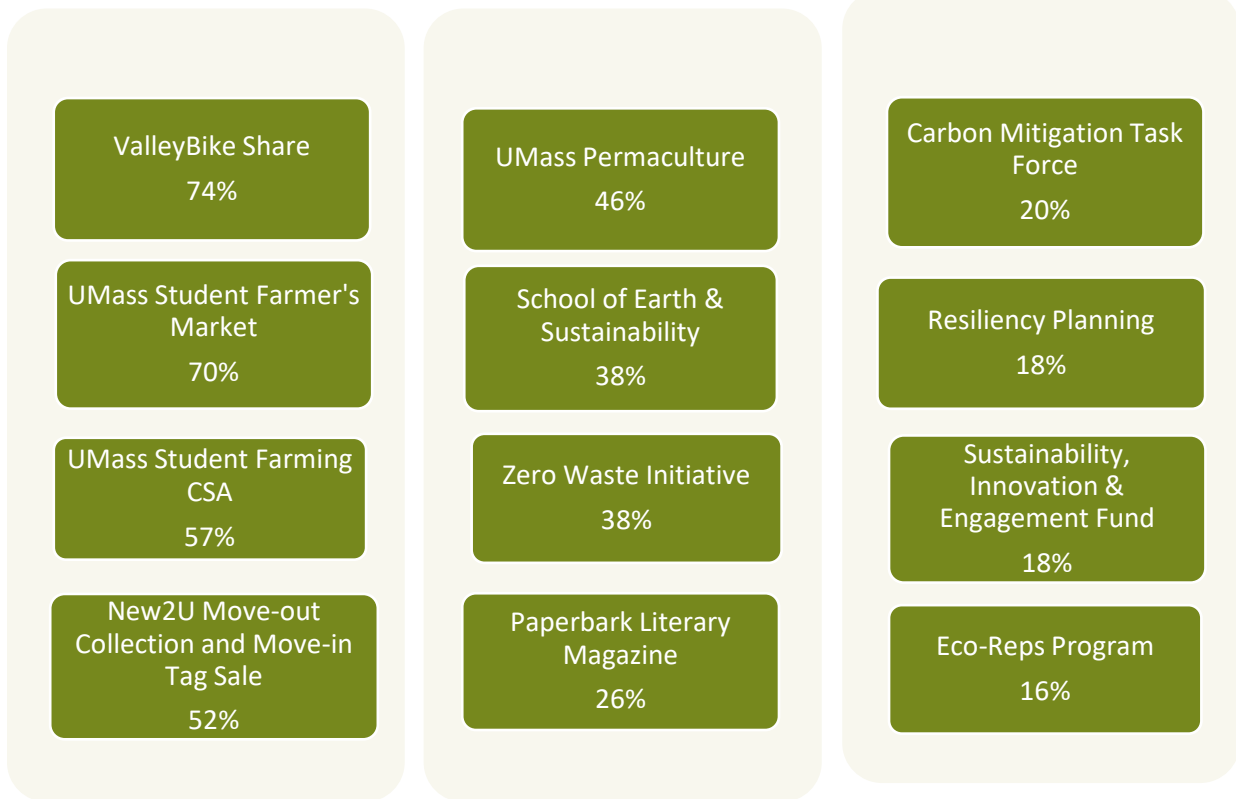 ValleyBike Share
74%
UMass Student Farmer's
Market
70%
UMass Student Farming
CSA
57%
New2U Move-out
Collection and Move-in
Tag Sale
52%
UMass Permaculture
46%
School of Earth &
Sustainability
38%
Zero Waste Initiative
38%
Paperbark Literary
Magazine
26%
Carbon Mitigation Task
Force
20%
Resiliency Planning
18%
Sustainability,
Innovation &
Engagement Fund
18%
Eco-Reps Program
16%